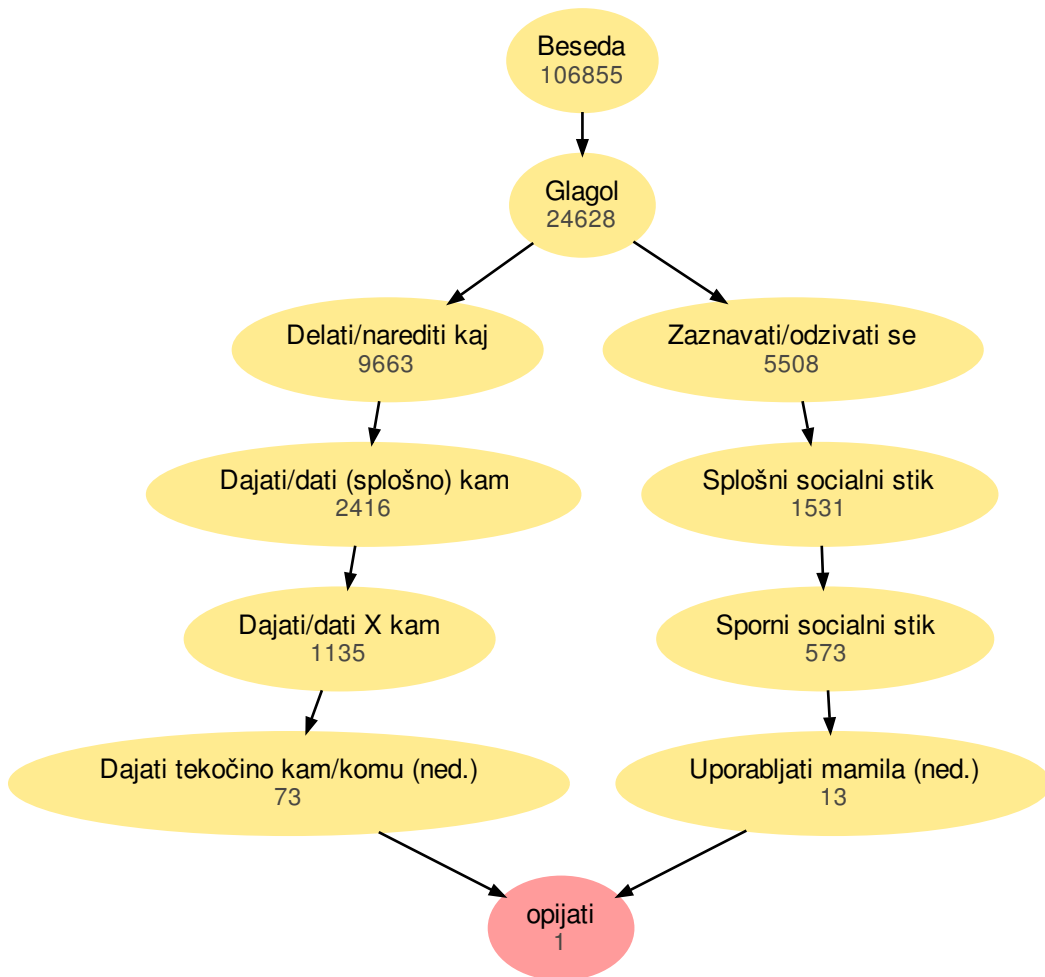 Beseda
106855
Glagol
24628
Delati/narediti kaj
9663
Zaznavati/odzivati se
5508
Dajati/dati (splošno) kam
2416
Splošni socialni stik
1531
Dajati/dati X kam
1135
Sporni socialni stik
573
Dajati tekočino kam/komu (ned.)
73
Uporabljati mamila (ned.)
13
opijati
1